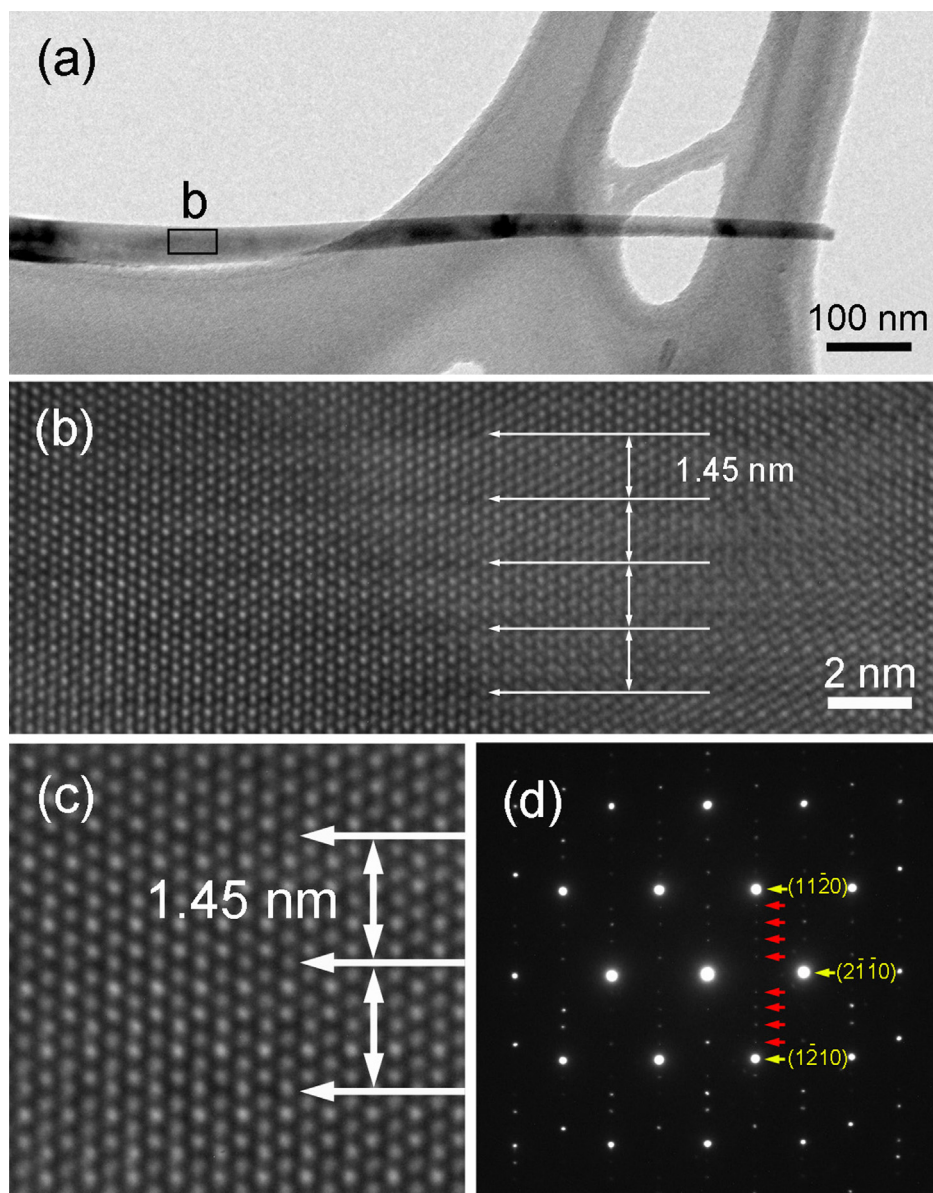 (a)
b
100 nm
(b)
1.45 nm
2 nm
(c)
1.45 nm
(d)
(112̅0)
(21̅1̅0)
(12̅10)